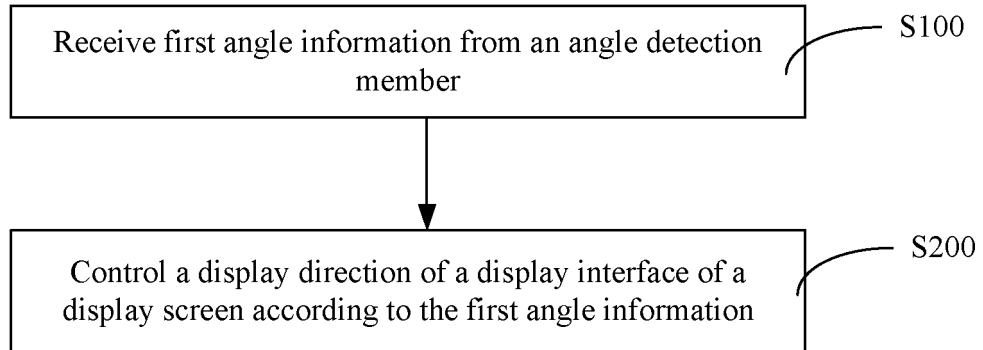 Receive first angle information from an angle detection
member
S100
Control a display direction of a display interface of a
display screen according to the first angle information
S200